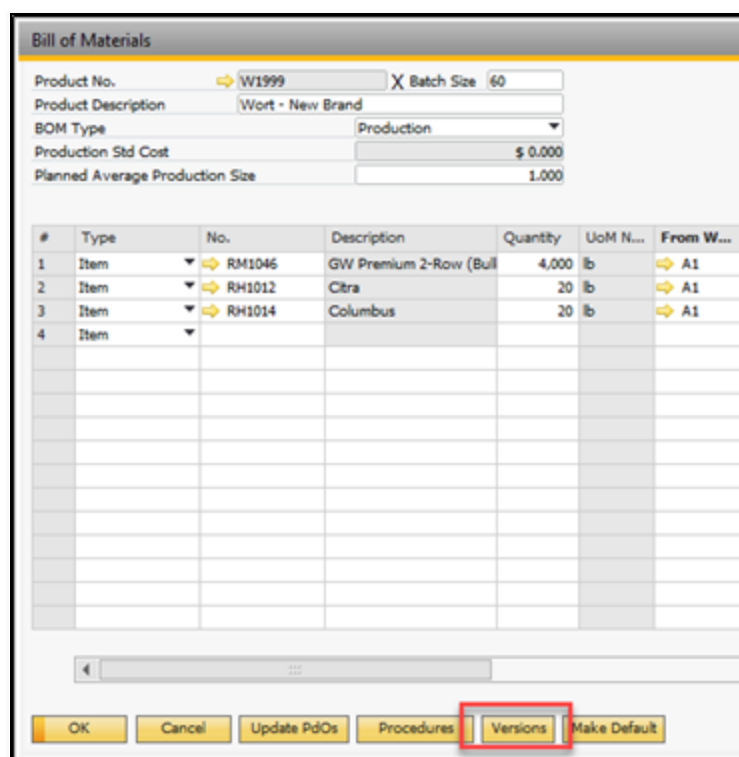 Bill of Materials
Product No. W1999 X Batch Size 60
Product Description Wort - New Brand
BOM Type Production
Production Std Cost $ 0.000
Planned Average Production Size 1.000
# Type No. Description Quantity UoM N... From W...
1 Item RM1046 GW Premium 2-Row (Bull 4,000 lb A1
2 Item RH1012 Citra 20 lb A1
3 Item RH1014 Columbus 20 lb A1
4 Item
OK Cancel Update PdOs Procedures Versions Make Default